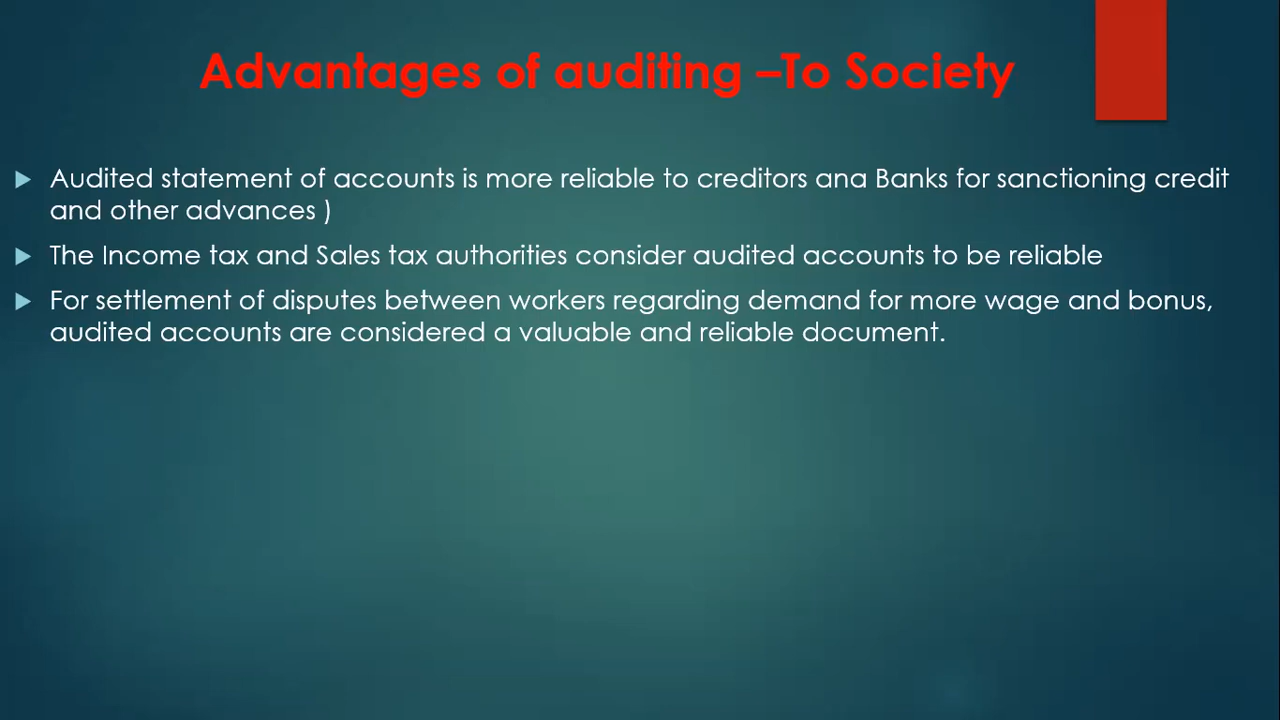 Advantages of auditing –To Society
Audited statement of accounts is more reliable to creditors ana Banks for sanctioning credit
and other advances )
The Income tax and Sales tax authorities consider audited accounts to be reliable
For settlement of disputes between workers regarding demand for more wage and bonus,
audited accounts are considered a valuable and reliable document.